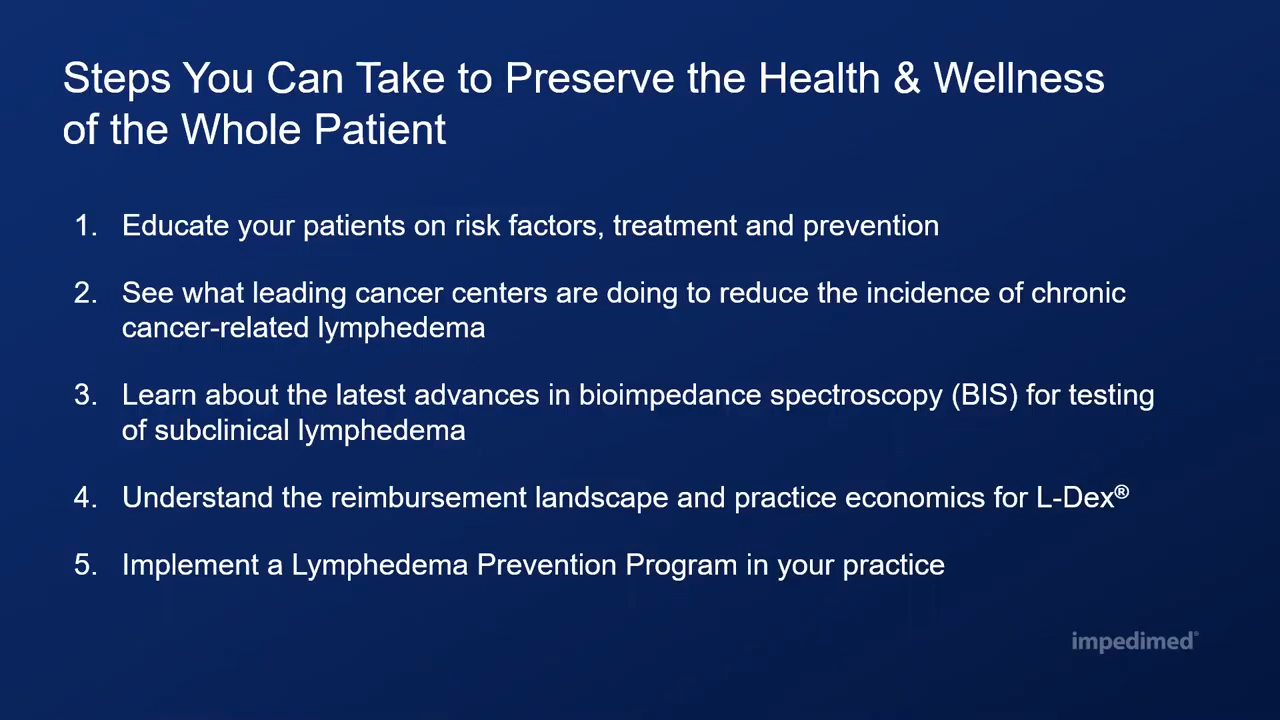 Steps You Can Take to Preserve the Health & Wellness
of the Whole Patient
1. Educate your patients on risk factors, treatment and prevention
2. See what leading cancer centers are doing to reduce the incidence of chronic
cancer-related lymphedema
3. Learn about the latest advances in bioimpedance spectroscopy (BIS) for testing
of subclinical lymphedema
4. Understand the reimbursement landscape and practice economics for L-Dex®
5. Implement a Lymphedema Prevention Program in your practice
impedimed®